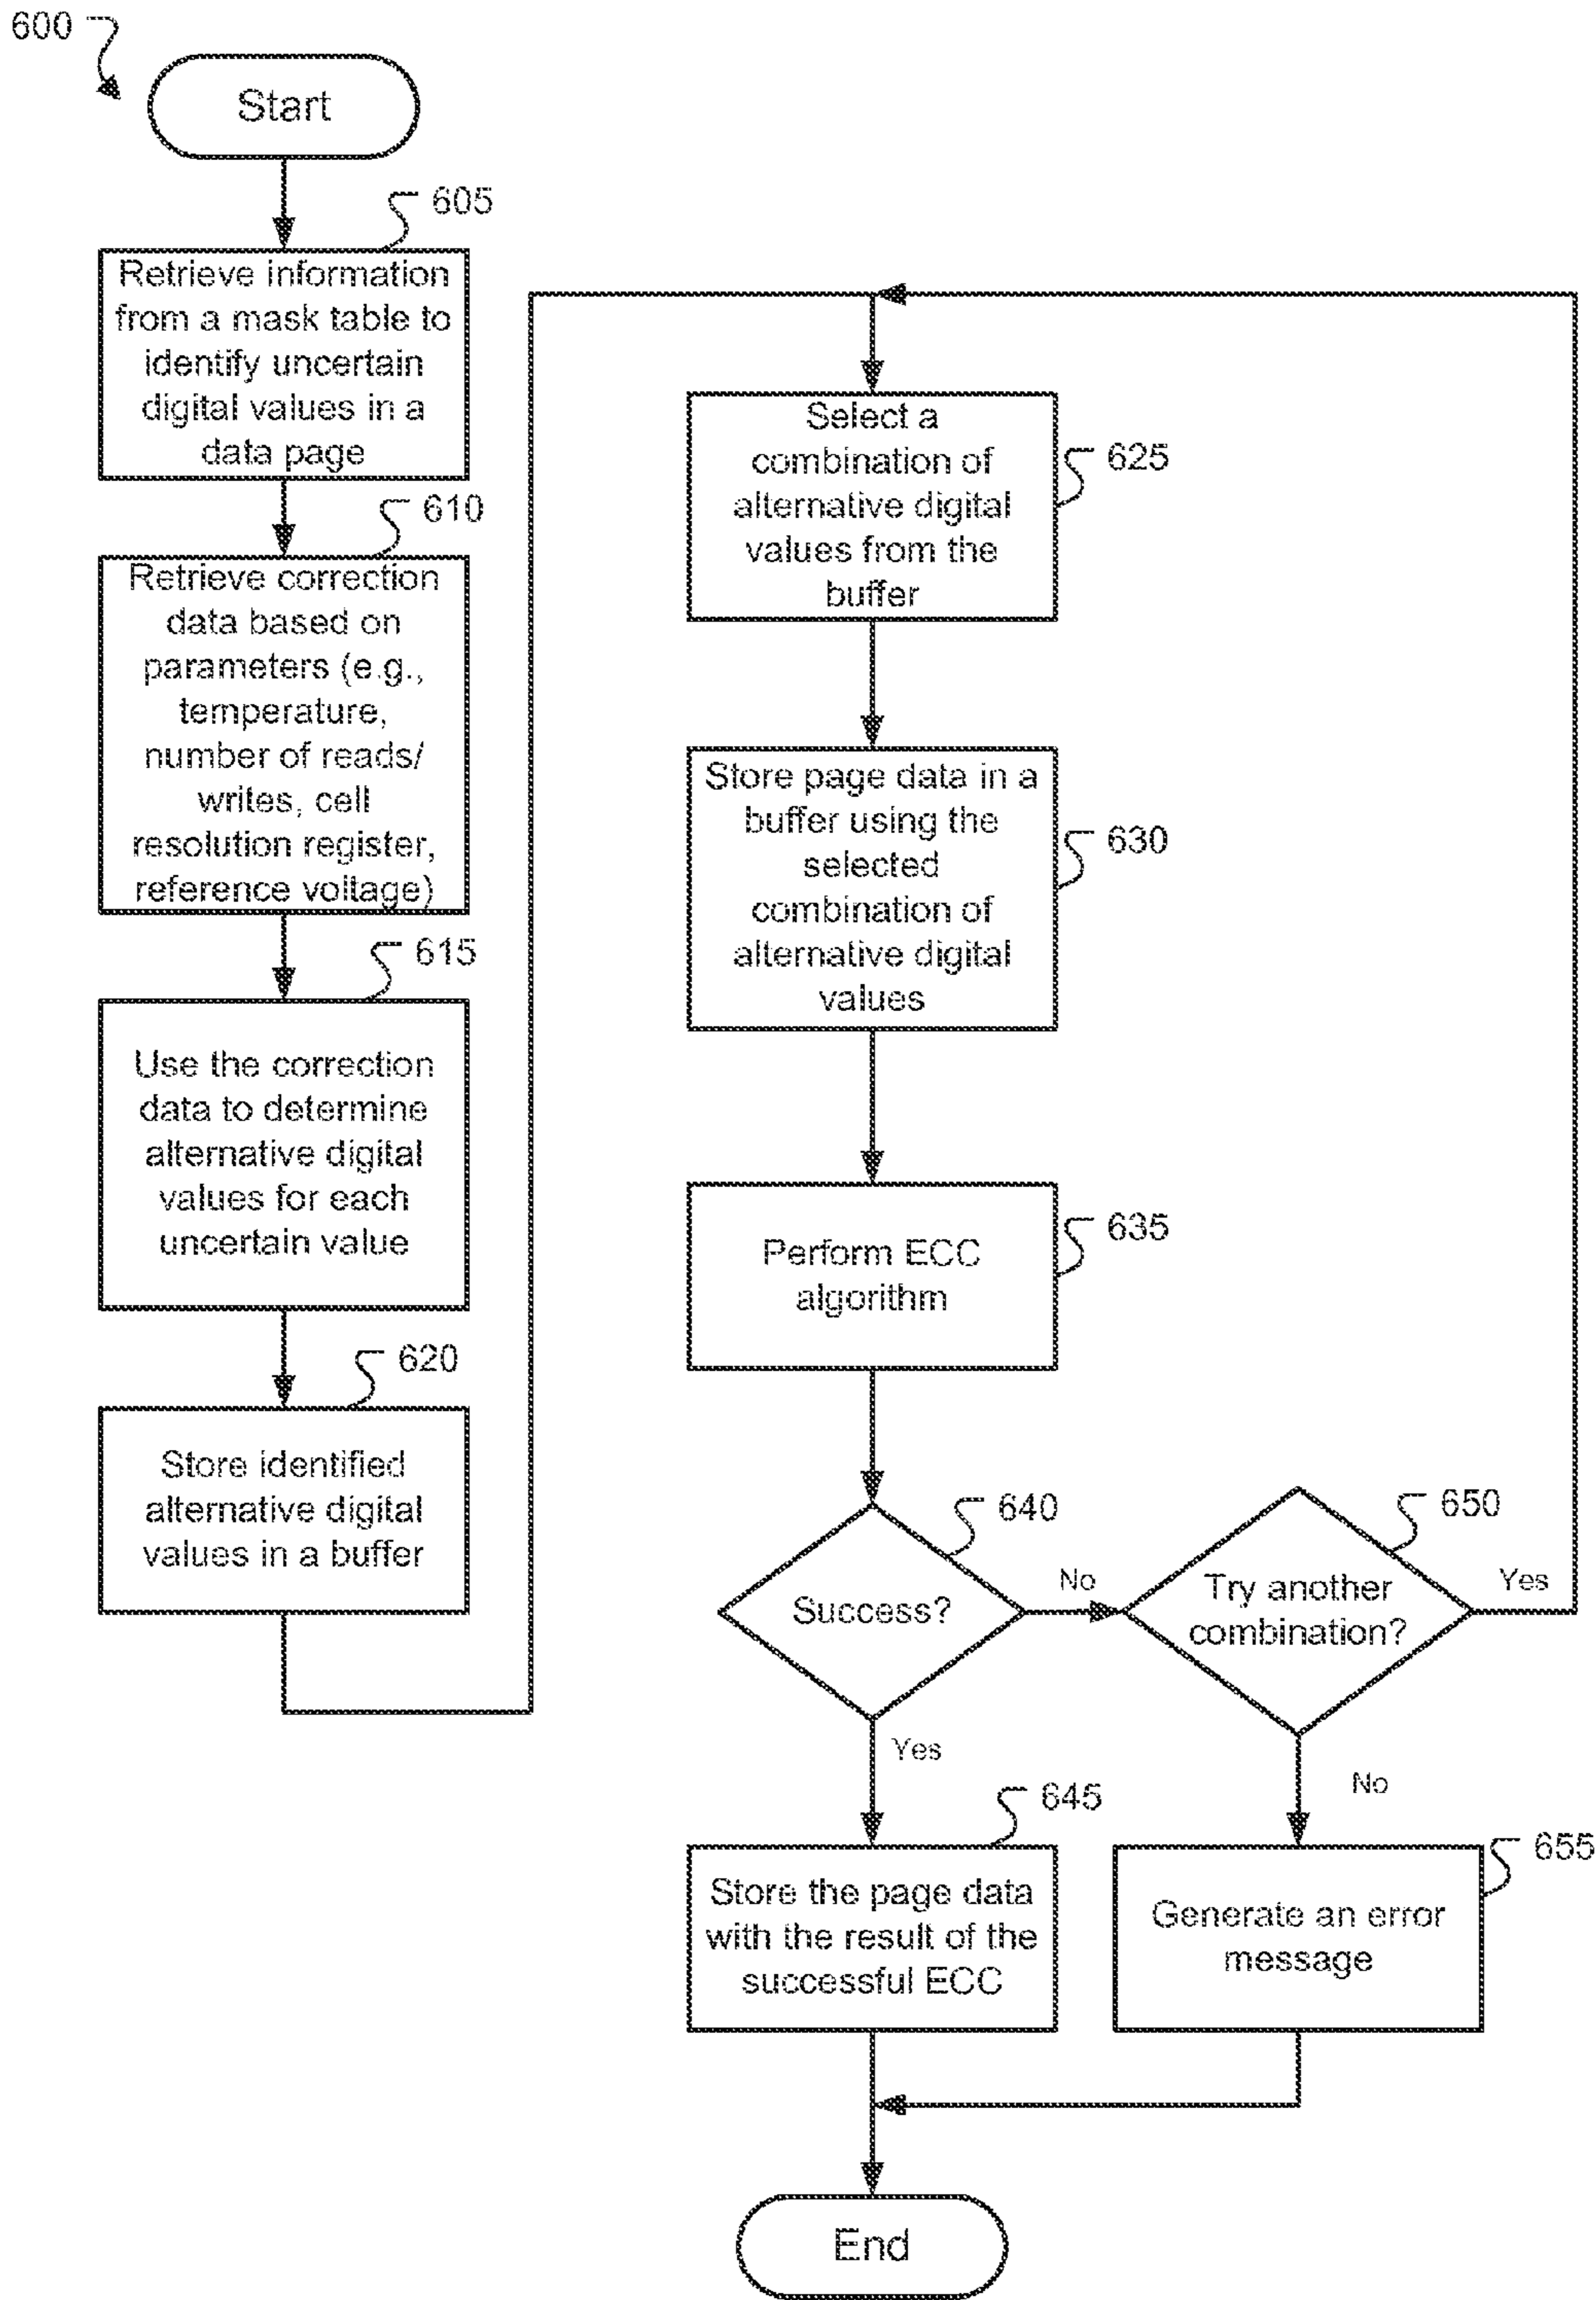 600
Start
605
Retrieve information
from a mask table to
identify uncertain
digital values in a
data page
610
Retrieve correction
data based on
parameters (e.g.,
temperature,
number of reads/
writes, cell
resolution register,
reference voltage)
615
Use the correction
data to determine
alternative digital
values for each
uncertain value
620
Store identified
alternative digital
values in a buffer
Select a
combination of
alternative digital
values from the
buffer
625
Store page data in a
buffer using the
selected
combination of
alternative digital
values
630
Perform ECC
algorithm
635
640
Success?
No
Yes
650
Try another
combination?
Yes
No
645
Store the page data
with the result of the
successful ECC
655
Generate an error
message
End